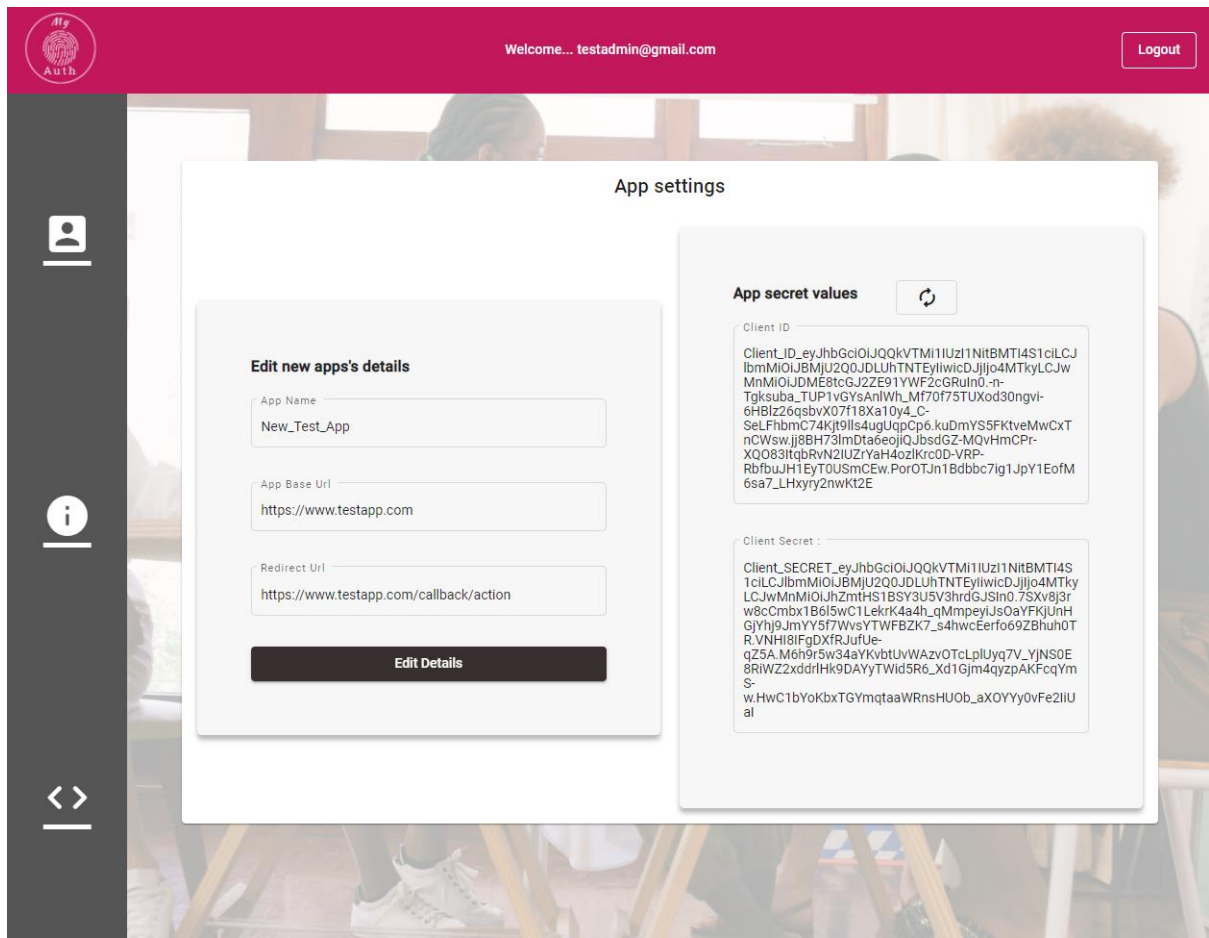 My
Auth
Welcome... testadmin@gmail.com
Logout
App settings
Edit new apps's details
App Name
New_Test_App
App Base Url
https://www.testapp.com
Redirect Url
https://www.testapp.com/callback/action
Edit Details
App secret values
Client ID
Client_ID_eyJhbGciOiJQQkVTMi1IUzI1NitBMTI4S1ciLCJ
lbmMiOiJBMjU2Q0JDLUhTNTEyIiwicDJjIjo4MTkyLCJw
MnMiOiJDME8tcGJ2ZE91YWF2cGRuIn0.-n-
Tgksuba_TUP1vGYsAnlWh_Mf70f75TUXod30ngvi-
6HBlz26qsbvX07f18Xa10y4_C-
SeLFhbmC74Kjt9lls4ugUqpCp6.kuDmYS5FKtveMwCxT
nCWsw.jj8BH73lmDta6eojiQJbsdGZ-MQvHmCPr-
XQO83ItqbRvN2IUZrYaH4ozlKrc0D-VRP-
RbfbuJH1EyT0USmCEw.PorOTJn1Bdbbc7ig1JpY1EofM
6sa7_LHxyry2nwKt2E
Client Secret :
Client_SECRET_eyJhbGciOiJQQkVTMi1IUzI1NitBMTI4S
1ciLCJlbmMiOiJBMjU2Q0JDLUhTNTEyIiwicDJjIjo4MTky
LCJwMnMiOiJhZmtHS1BSY3U5V3hrdGJSIn0.7SXv8j3r
w8cCmbx1B6l5wC1LekrK4a4h_qMmpeyiJsOaYFKjUnH
GjYhj9JmYY5f7WvsYTWFBZK7_s4hwcEerfo69ZBhuh0T
R.VNHI8IFgDXfRJufUe-
qZ5A.M6h9r5w34aYKvbtUvWAzvOTcLplUyq7V_YjNS0E
8RiWZ2xddrlHk9DAYyTWid5R6_Xd1Gjm4qyzpAKFcqYm
S-
w.HwC1bYoKbxTGYmqtaaWRnsHUOb_aXOYYy0vFe2IiU
aI